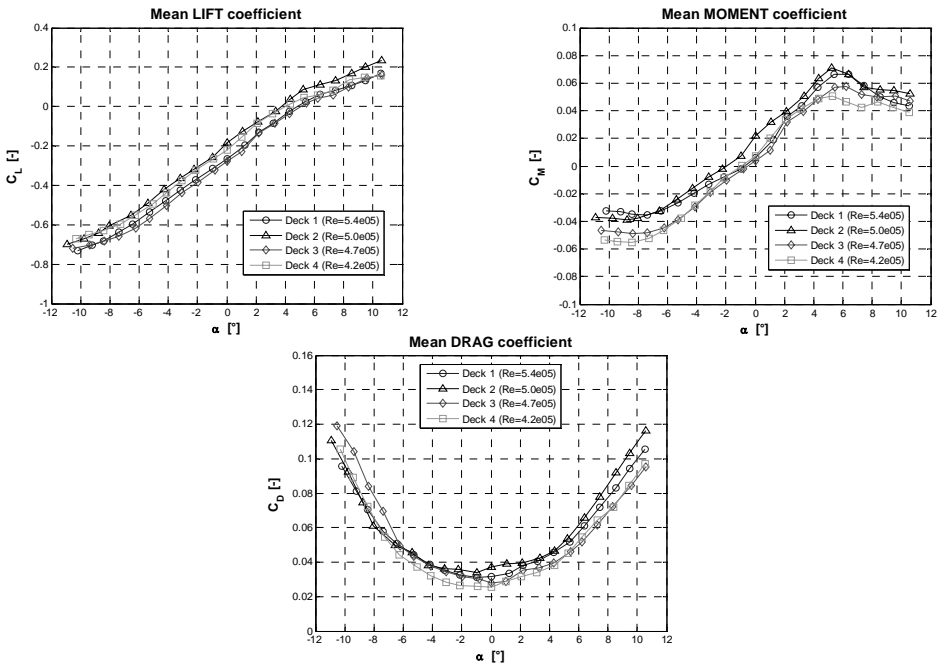 Mean LIFT coefficient
0.4
0.2
0
-0.2
-0.4
-0.6
-0.8
-1
C_L [-]
Deck 1 (Re=5.4e05)
Deck 2 (Re=5.0e05)
Deck 3 (Re=4.7e05)
Deck 4 (Re=4.2e05)
-12 -10 -8 -6 -4 -2 0 2 4 6 8 10 12
α [°]
Mean MOMENT coefficient
0.1
0.08
0.06
0.04
0.02
0
-0.02
-0.04
-0.06
-0.08
-0.1
C_M [-]
Deck 1 (Re=5.4e05)
Deck 2 (Re=5.0e05)
Deck 3 (Re=4.7e05)
Deck 4 (Re=4.2e05)
-12 -10 -8 -6 -4 -2 0 2 4 6 8 10 12
α [°]
Mean DRAG coefficient
0.16
0.14
0.12
0.1
0.08
0.06
0.04
0.02
0
C_D [-]
Deck 1 (Re=5.4e05)
Deck 2 (Re=5.0e05)
Deck 3 (Re=4.7e05)
Deck 4 (Re=4.2e05)
-12 -10 -8 -6 -4 -2 0 2 4 6 8 10 12
α [°]